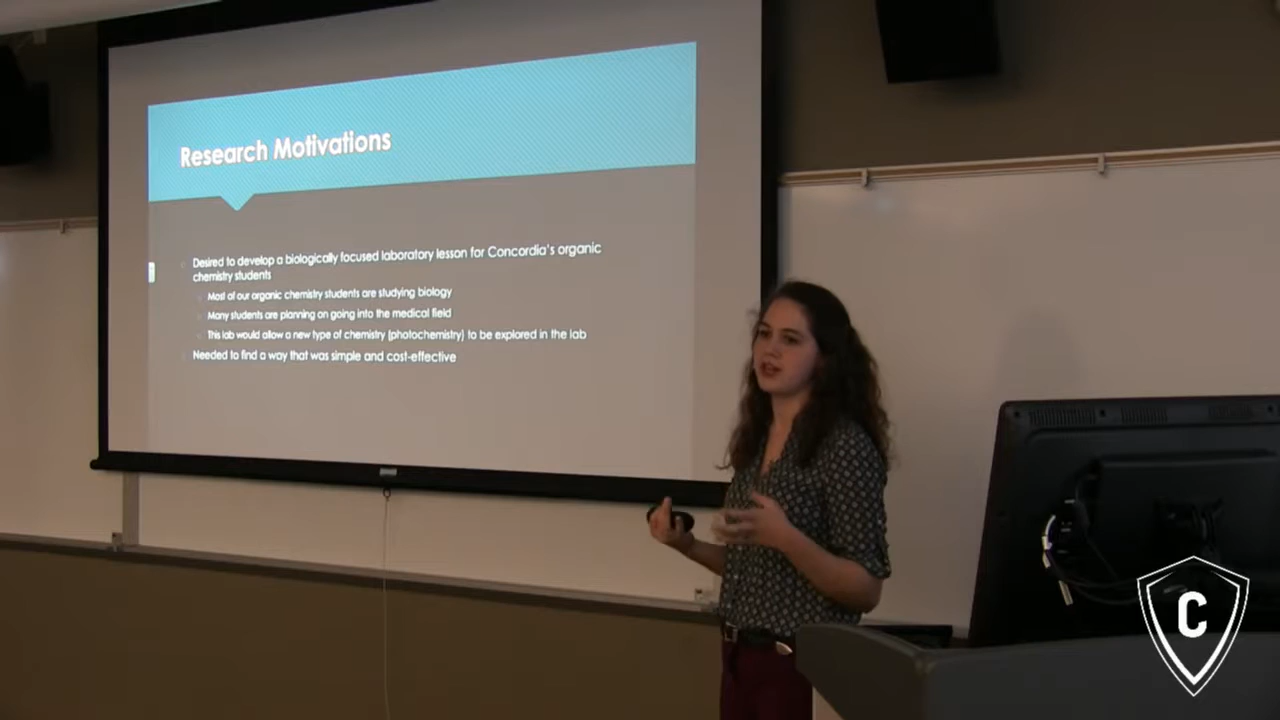 Research Motivations
Desired to develop a biologically focused laboratory lesson for Concordia's organic
chemistry students
Most of our organic chemistry students are studying biology
Many students are planning on going into the medical field
This lab would allow a new type of chemistry (photochemistry) to be explored in the lab
Needed to find a way that was simple and cost-effective
C